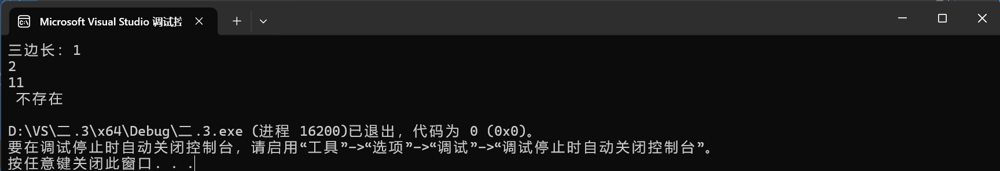 Microsoft Visual Studio 调试控
三边长：1
2
11
不存在
D:\VS\二.3\x64\Debug\二.3.exe (进程 16200)已退出，代码为 0 (0x0)。
要在调试停止时自动关闭控制台，请启用“工具”->“选项”->“调试”->“调试停止时自动关闭控制台”。
按任意键关闭此窗口. . .